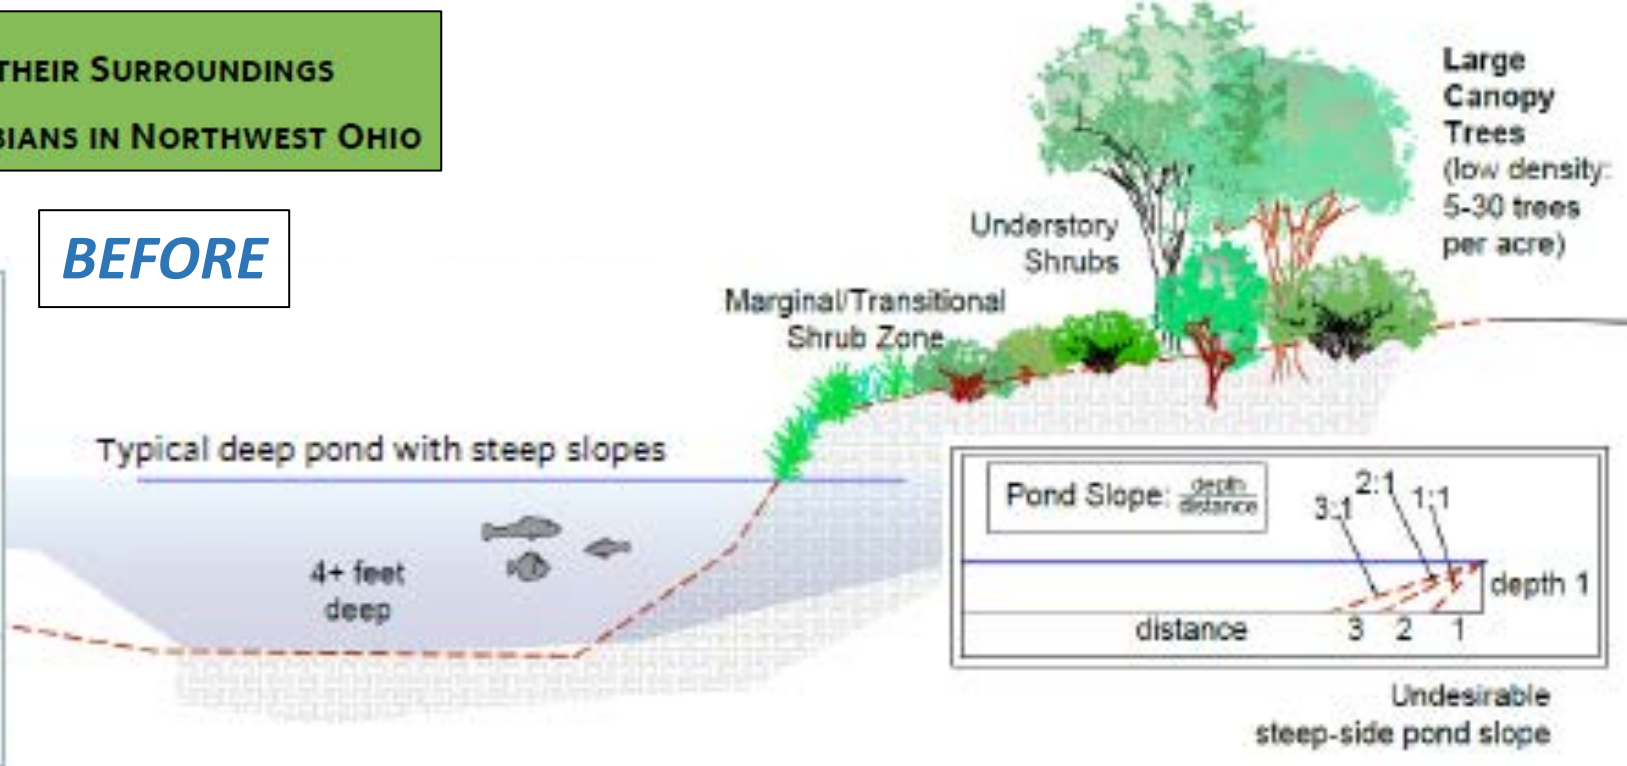 THEIR SURROUNDINGS
BIANS IN NORTHWEST OHIO
BEFORE
Large
Canopy
Trees
(low density:
5-30 trees
per acre)
Understory
Shrubs
Marginal/Transitional
Shrub Zone
Typical deep pond with steep slopes
4+ feet
deep
Pond Slope: depth
distance
3:1
2:1
1:1
depth 1
distance
3 2 1
Undesirable
steep-side pond slope